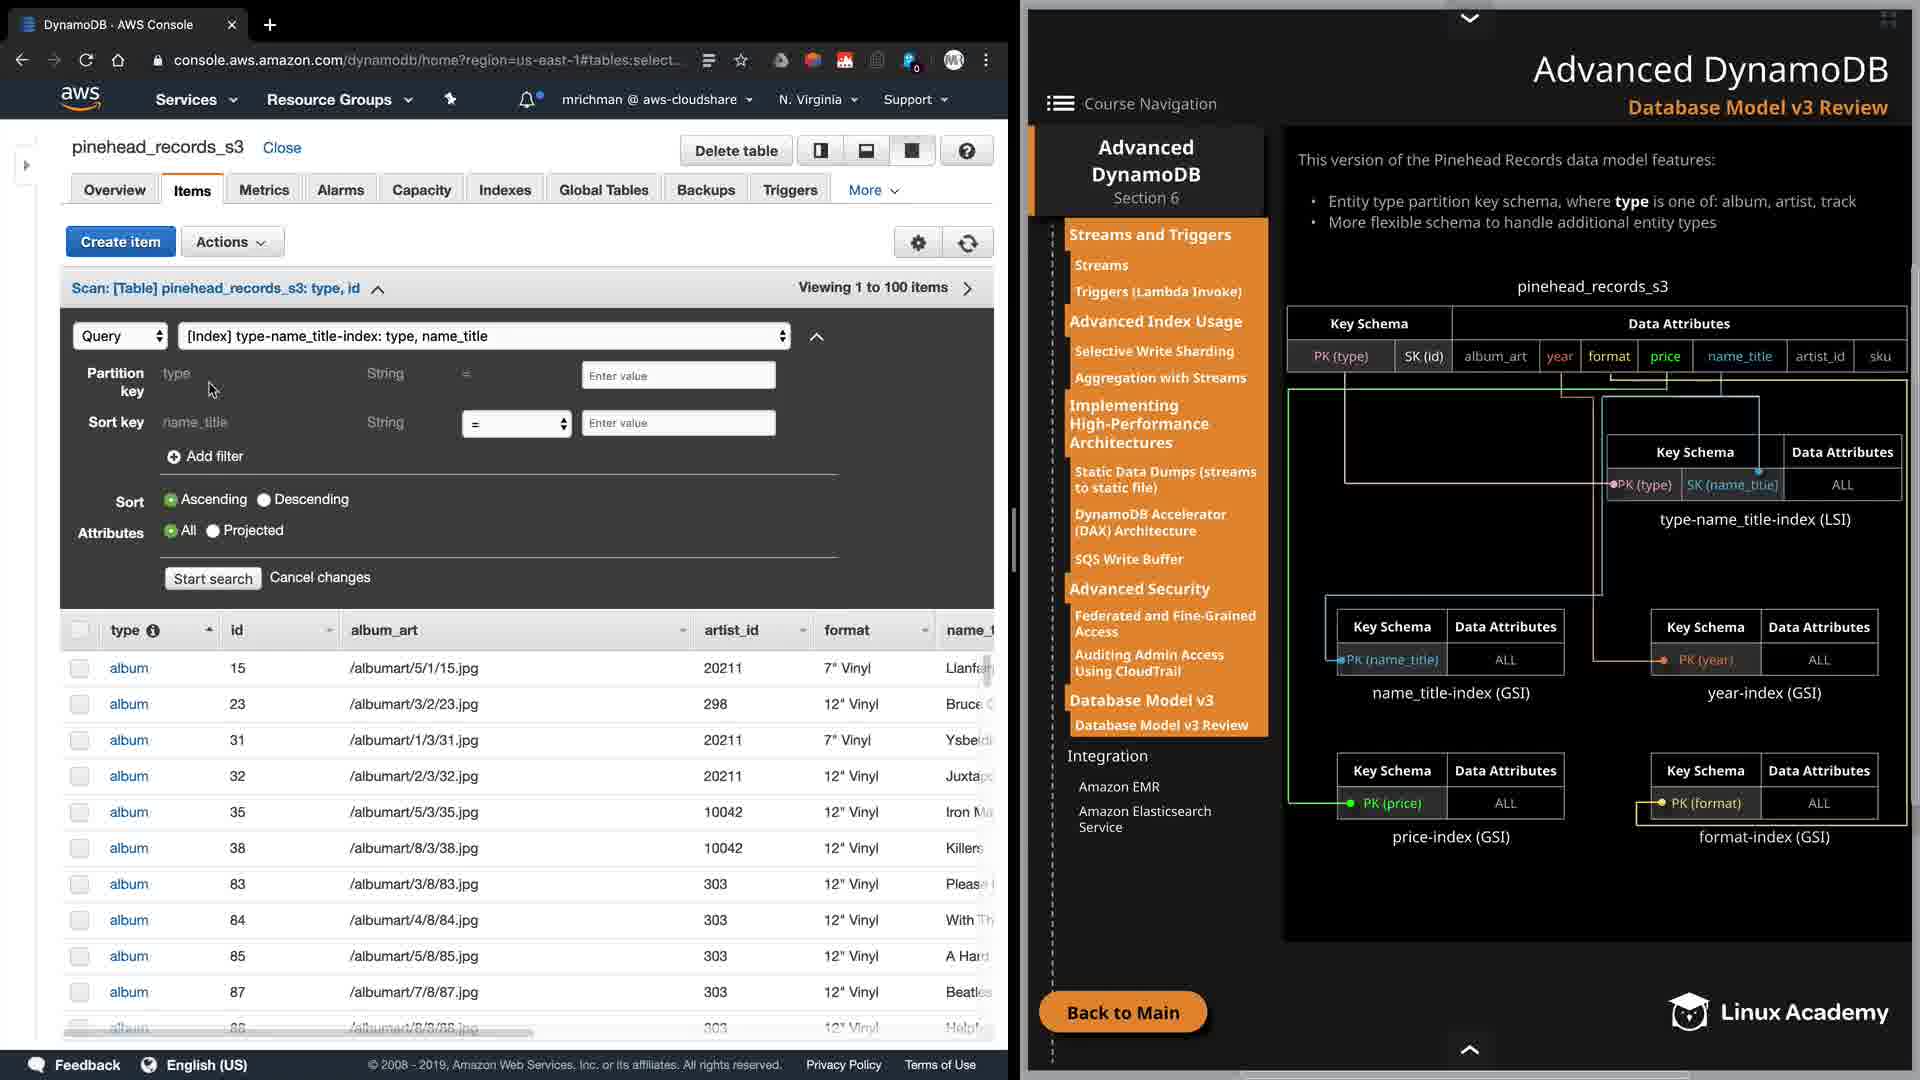 DynamoDB - AWS Console
console.aws.amazon.com/dynamodb/home?region=us-east-1#tables:select...
0
aws
Services
Resource Groups
mrichman @ aws-cloudshare
N. Virginia
Support
pinehead_records_s3
Close
Delete table
Overview
Items
Metrics
Alarms
Capacity
Indexes
Global Tables
Backups
Triggers
More
Create item
Actions
Scan: [Table] pinehead_records_s3: type, id
Viewing 1 to 100 items
Query
[Index] type-name_title-index: type, name_title
Partition key
type
String
=
Enter value
Sort key
name_title
String
=
Enter value
Add filter
Sort
Ascending
Descending
Attributes
All
Projected
Start search
Cancel changes
type id album_art artist_id format name_t
album 15 /albumart/5/1/15.jpg 20211 7" Vinyl Llanfa
album 23 /albumart/3/2/23.jpg 298 12" Vinyl Bruce
album 31 /albumart/1/3/31.jpg 20211 7" Vinyl
album 32 /albumart/2/3/32.jpg 20211 12" Vinyl Juxtap
album 35 /albumart/5/3/35.jpg 10042 12" Vinyl Iron Ma
album 38 /albumart/8/3/38.jpg 10042 12" Vinyl Killers
album 83 /albumart/3/8/83.jpg 303 12" Vinyl Please
album 84 /albumart/4/8/84.jpg 303 12" Vinyl With Th
album 85 /albumart/5/8/85.jpg 303 12" Vinyl A Hard
album 87 /albumart/7/8/87.jpg 303 12" Vinyl Beatles
album 88 /albumart/8/8/88.jpg 303 12" Vinyl Help!
Feedback
English (US)
© 2008 - 2019, Amazon Web Services, Inc. or its affiliates. All rights reserved.
Privacy Policy
Terms of Use
Advanced DynamoDB
Database Model v3 Review
Course Navigation
Advanced
DynamoDB
Section 6
Streams and Triggers
Streams
Triggers (Lambda Invoke)
Advanced Index Usage
Selective Write Sharding
Aggregation with Streams
Implementing
High-Performance
Architectures
Static Data Dumps (streams
to static file)
DynamoDB Accelerator
(DAX) Architecture
SQS Write Buffer
Advanced Security
Federated and Fine-Grained
Access
Auditing Admin Access
Using CloudTrail
Database Model v3
Database Model v3 Review
Integration
Amazon EMR
Amazon Elasticsearch
Service
Back to Main
This version of the Pinehead Records data model features:
• Entity type partition key schema, where type is one of: album, artist, track
• More flexible schema to handle additional entity types
pinehead_records_s3
Key Schema Data Attributes
PK (type) SK (id) album_art year format price name_title artist_id sku
Key Schema Data Attributes
PK (type) SK (name_title) ALL
type-name_title-index (LSI)
Key Schema Data Attributes
PK (name_title) ALL
name_title-index (GSI)
Key Schema Data Attributes
PK (year) ALL
year-index (GSI)
Key Schema Data Attributes
PK (price) ALL
price-index (GSI)
Key Schema Data Attributes
PK (format) ALL
format-index (GSI)
Linux Academy